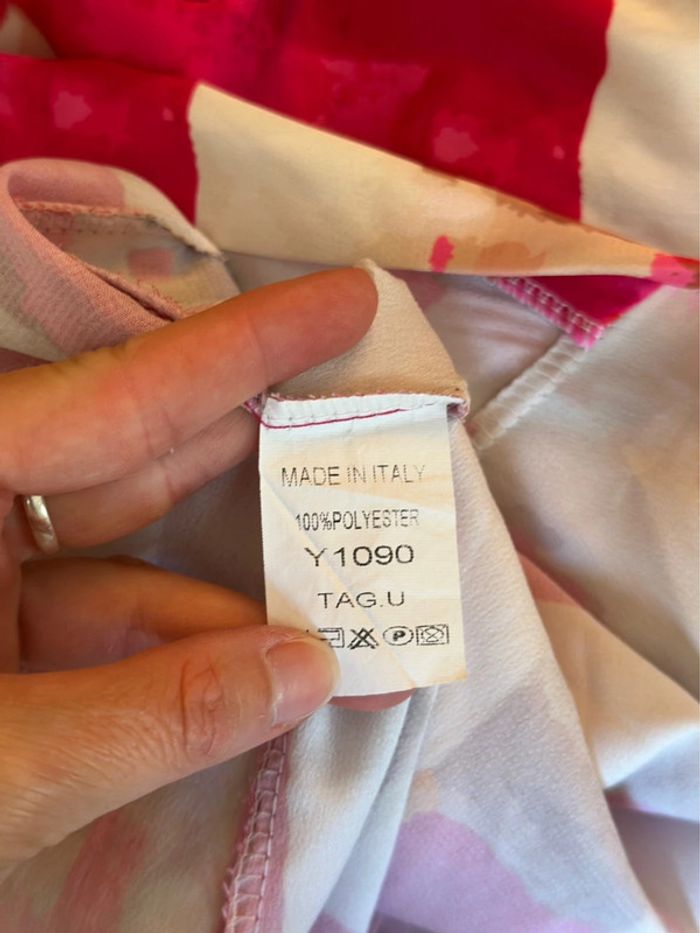 MADE IN ITALY
100%POLYESTER
Y1090
TAG.U
P